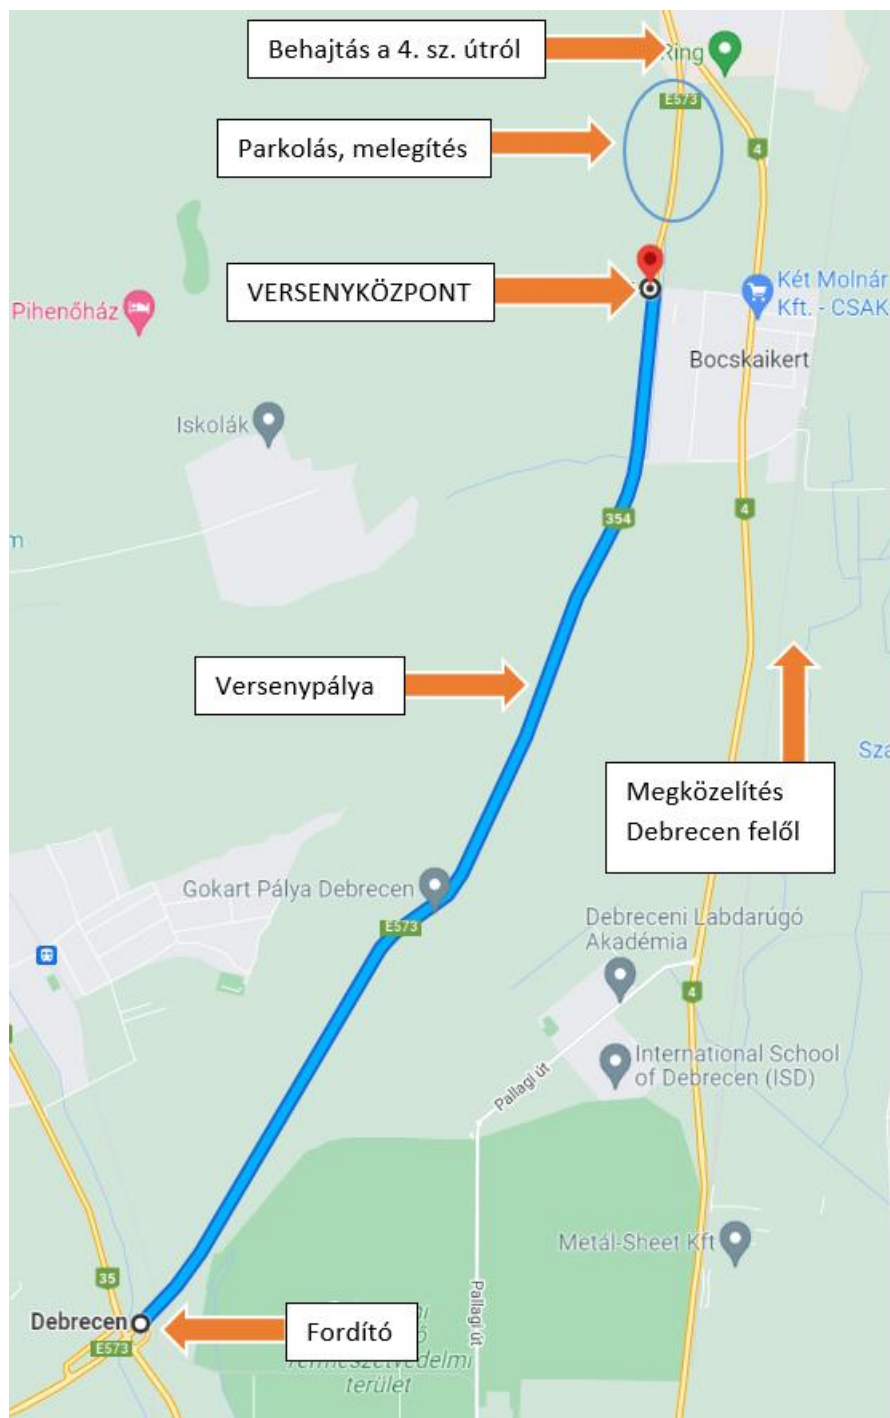 Behajtás a 4. sz. útról
Ring
E573
4
Parkolás, melegítés
VERSENYKÖZPONT
Két Molnár
Kft. - CSAK
Pihenőház
Bocskaikert
Iskolák
4
354
Versenypálya
Megközelítés
Debrecen felől
Gokart Pálya Debrecen
E573
Debreceni Labdarúgó
Akadémia
4
International School
of Debrecen (ISD)
Pallagi út
Metál-Sheet Kft
35
Pallagi út
Debrecen
E573
Fordító
Természetvédelmi
terület